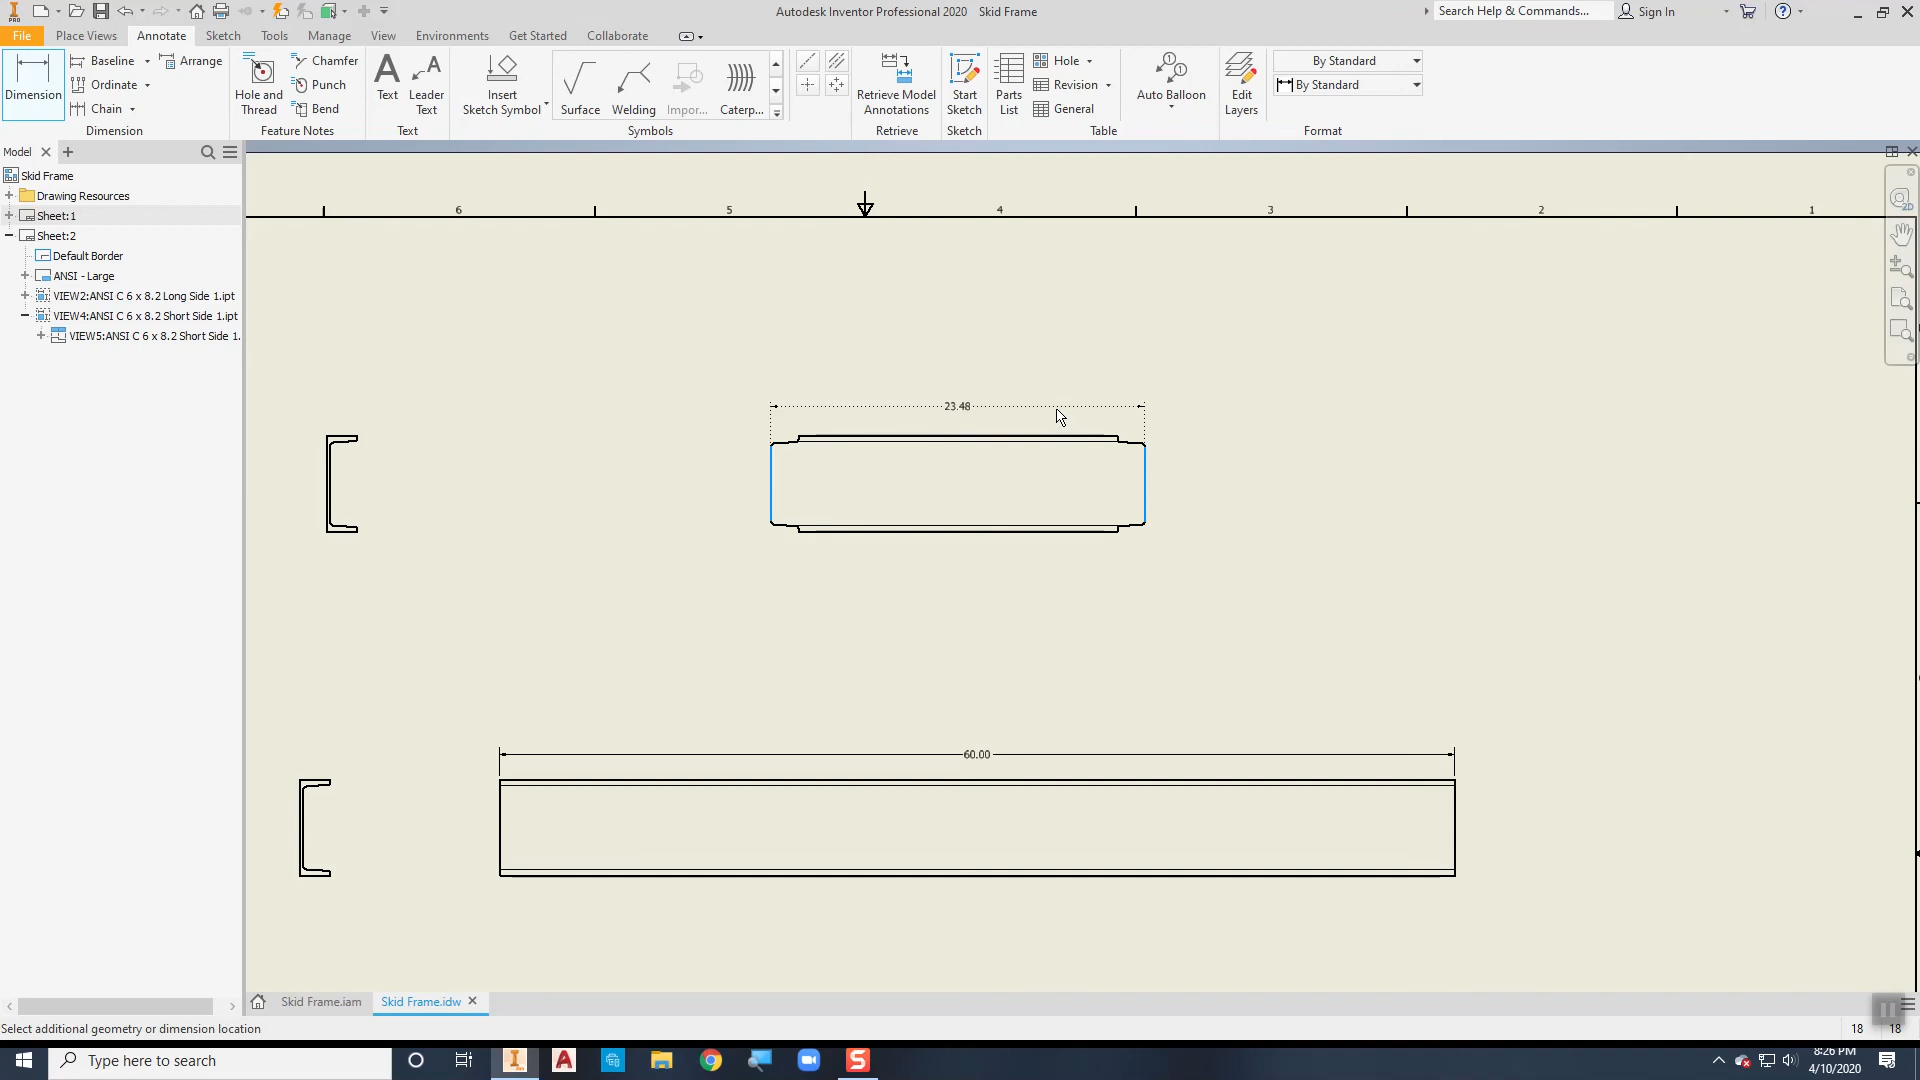 Autodesk Inventor Professional 2020 Skid Frame
Search Help & Commands...
Sign In
File Place Views Annotate Sketch Tools Manage View Environments Get Started Collaborate
Dimension
Baseline
Ordinate
Chain
Arrange
Dimension
Hole and Thread
Chamfer
Punch
Bend
Feature Notes
Text
Leader Text
Text
Insert Sketch Symbol
Surface
Welding
Impor...
Caterp...
Symbols
Retrieve Model Annotations
Retrieve
Start Sketch
Sketch
Parts List
Hole
Revision
General
Table
Auto Balloon
Edit Layers
By Standard
By Standard
Format
Model
Skid Frame
Drawing Resources
Sheet:1
Sheet:2
Default Border
ANSI - Large
VIEW2:ANSI C 6 x 8.2 Long Side 1.ipt
VIEW4:ANSI C 6 x 8.2 Short Side 1.ipt
VIEW5:ANSI C 6 x 8.2 Short Side 1.
6 5 4 3 2 1
23.48
60.00
Skid Frame.iam
Skid Frame.idw
Select additional geometry or dimension location
18 18
Type here to search
8:26 PM
4/10/2020